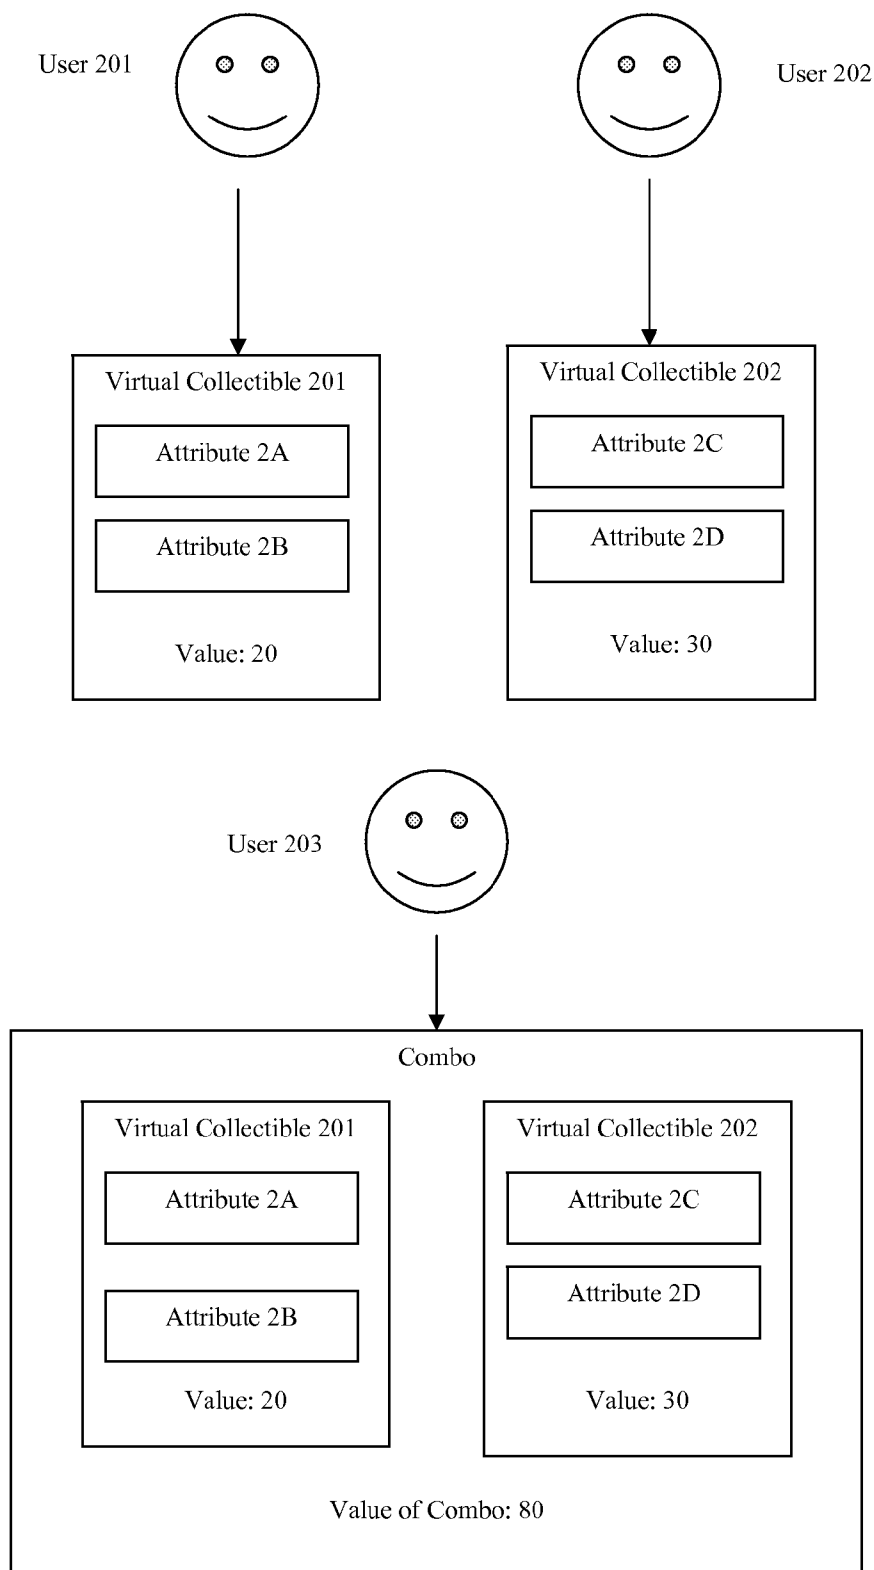 User 201
User 202
Virtual Collectible 201
Attribute 2A
Attribute 2B
Value: 20
Virtual Collectible 202
Attribute 2C
Attribute 2D
Value: 30
User 203
Combo
Virtual Collectible 201
Attribute 2A
Attribute 2B
Value: 20
Virtual Collectible 202
Attribute 2C
Attribute 2D
Value: 30
Value of Combo: 80